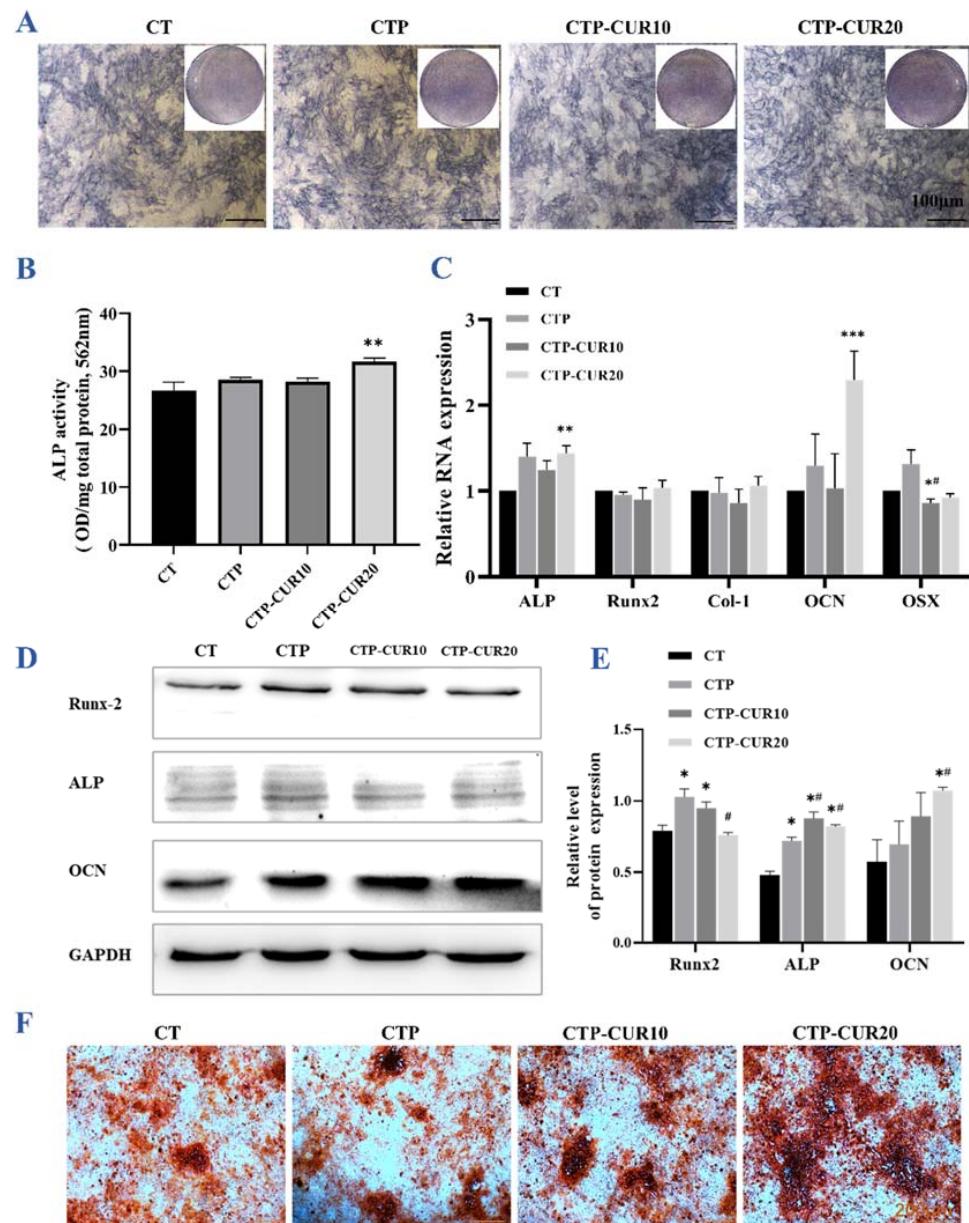 A
CT
CTP
CTP-CUR10
CTP-CUR20
100μm
B
ALP activity
( OD/mg total protein, 562nm)
40
30
20
10
0
CT
CTP
CTP-CUR10
CTP-CUR20
**
C
CT
CTP
CTP-CUR10
CTP-CUR20
Relative RNA expression
3
2
1
0
**
***
*#
ALP
Runx2
Col-1
OCN
OSX
D
CT
CTP
CTP-CUR10
CTP-CUR20
Runx-2
ALP
OCN
GAPDH
E
CT
CTP
CTP-CUR10
CTP-CUR20
Relative level
of protein expression
1.5
1.0
0.5
0.0
* * #
* *# *#
*#
Runx2
ALP
OCN
F
CT
CTP
CTP-CUR10
CTP-CUR20